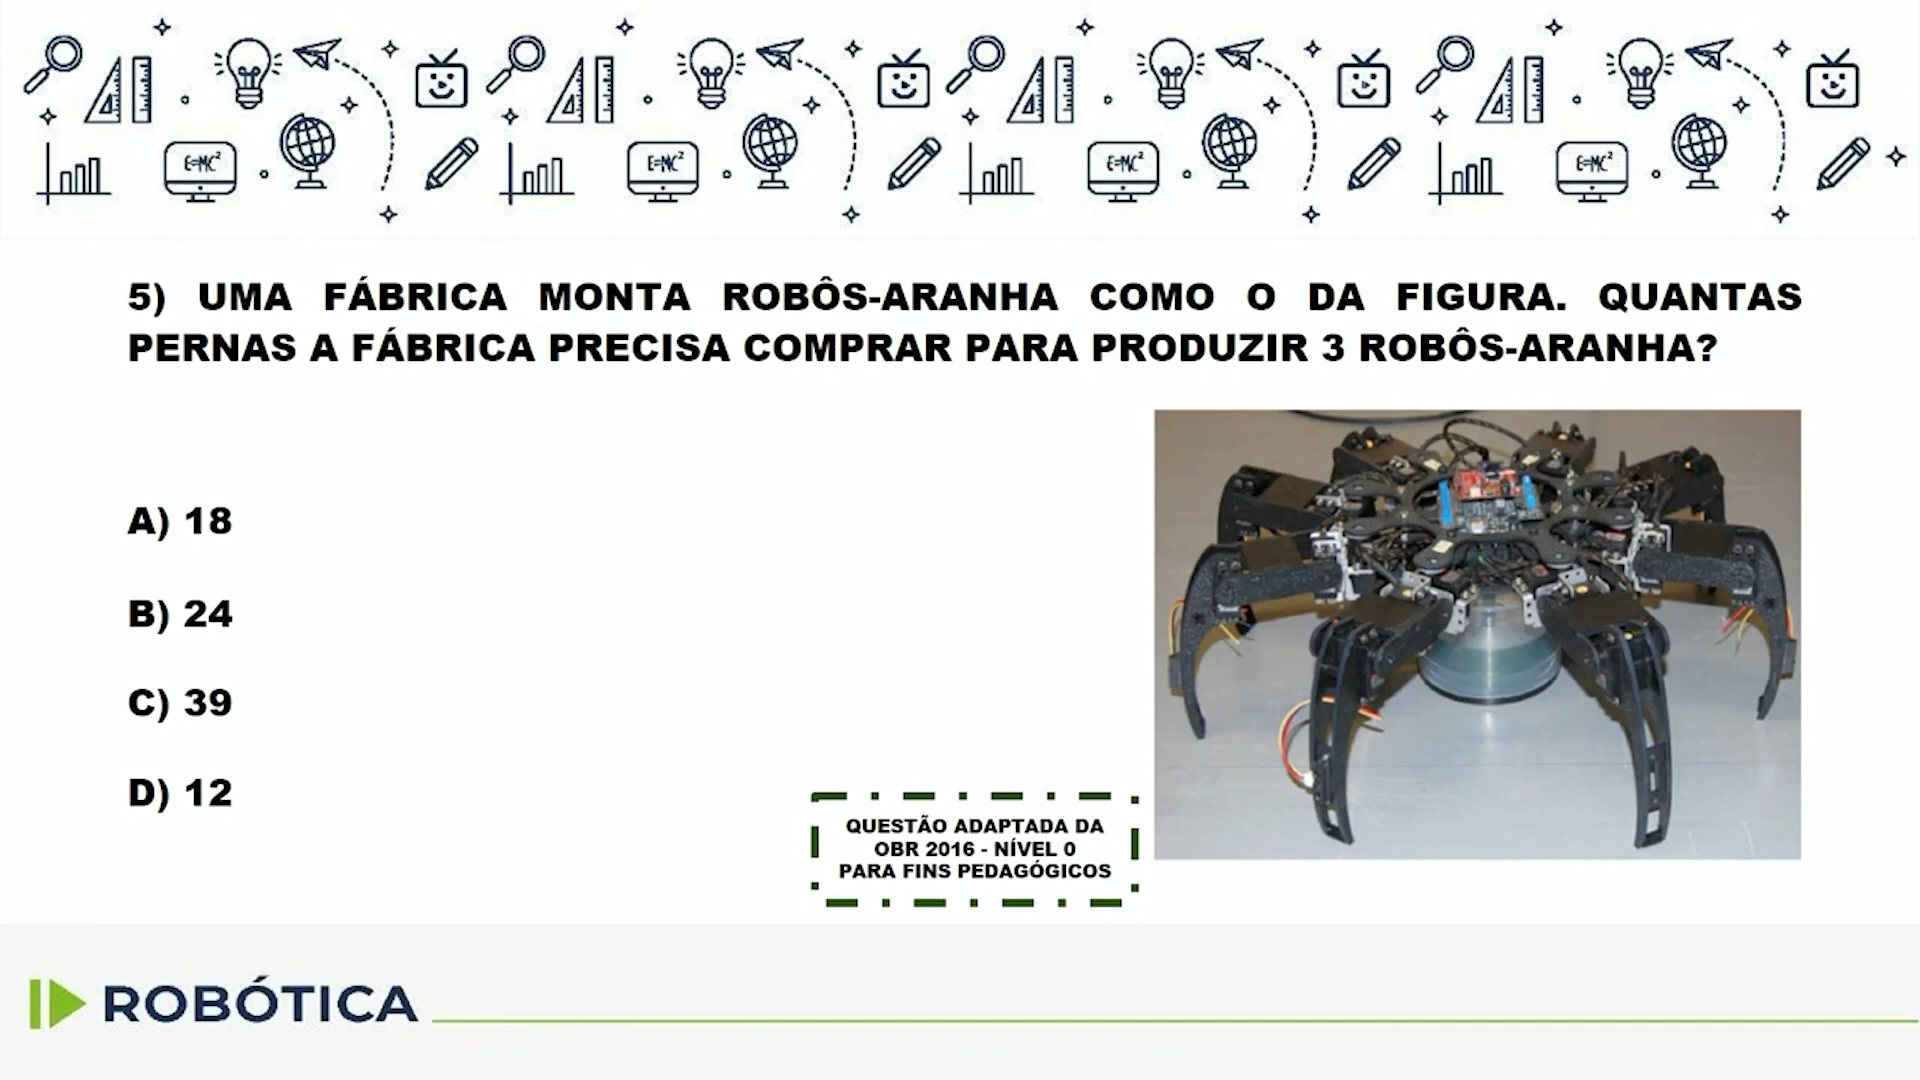 E=MC²
E=MC²
E=MC²
E=MC²
5) UMA FÁBRICA MONTA ROBÔS-ARANHA COMO O DA FIGURA. QUANTAS
PERNAS A FÁBRICA PRECISA COMPRAR PARA PRODUZIR 3 ROBÔS-ARANHA?
A) 18
B) 24
C) 39
D) 12
QUESTÃO ADAPTADA DA
OBR 2016 - NÍVEL 0
PARA FINS PEDAGÓGICOS
ROBÓTICA